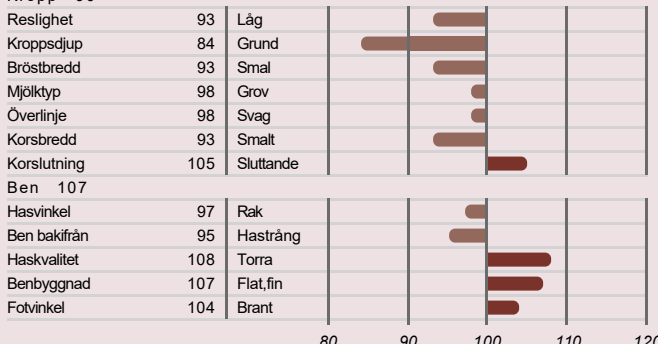 Reslighet 93 Låg
Kroppsdjup 84 Grund
Bröstbredd 93 Smal
Mjölktyp 98 Grov
Överlinje 98 Svag
Korsbredd 93 Smalt
Korslutning 105 Sluttande
Ben 107
Hasvinkel 97 Rak
Ben bakifrån 95 Hastrång
Haskvalitet 108 Torra
Benbyggnad 107 Flat,fin
Fotvinkel 104 Brant
80 90 100 110 120